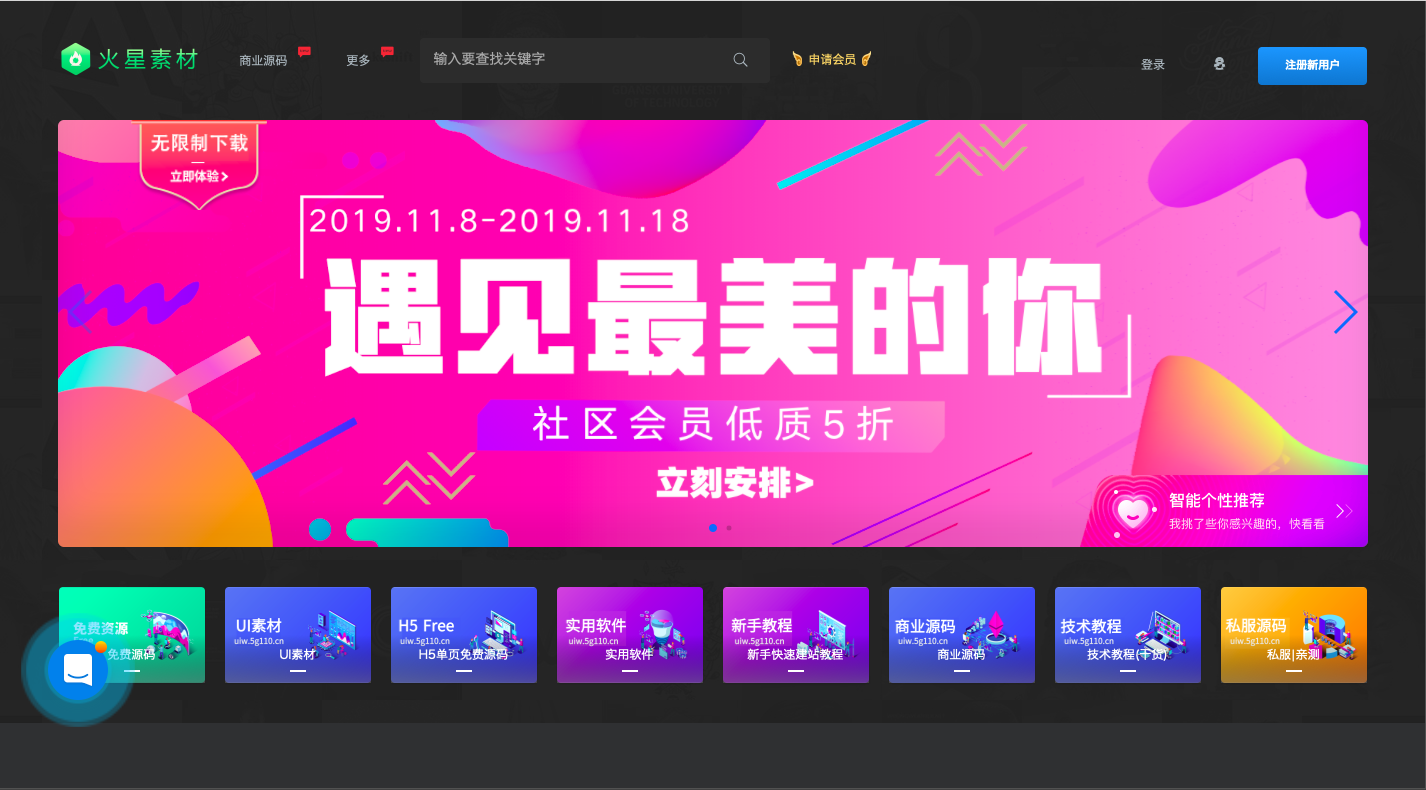 火星素材
商业源码
更多
输入要查找关键字
申请会员
登录
注册新用户
无限制下载
立即体验>
2019.11.8-2019.11.18
遇见最美的你
社区会员低质5折
立刻安排>
智能个性推荐
我挑了些你感兴趣的，快看看
免费资源
免费源码
UI素材
uiw.5g110.cn
UI素材
H5 Free
uiw.5g110.cn
H5单页免费源码
实用软件
uiw.5g110.cn
实用软件
新手教程
uiw.5g110.cn
新手快速建站教程
商业源码
uiw.5g110.cn
商业源码
技术教程
uiw.5g110.cn
技术教程(干货)
私服源码
uiw.5g110.cn
私服|亲测